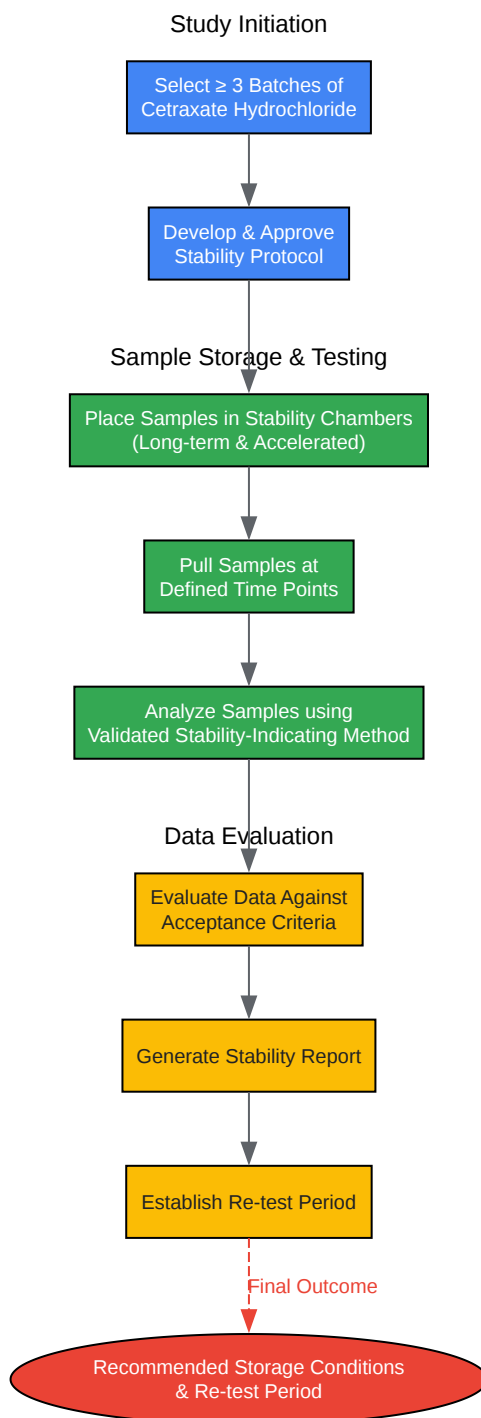 Study Initiation
Select ≥ 3 Batches of
Cetraxate Hydrochloride
Develop & Approve
Stability Protocol
Sample Storage & Testing
Place Samples in Stability Chambers
(Long-term & Accelerated)
Pull Samples at
Defined Time Points
Analyze Samples using
Validated Stability-Indicating Method
Data Evaluation
Evaluate Data Against
Acceptance Criteria
Generate Stability Report
Establish Re-test Period
Final Outcome
Recommended Storage Conditions
& Re-test Period